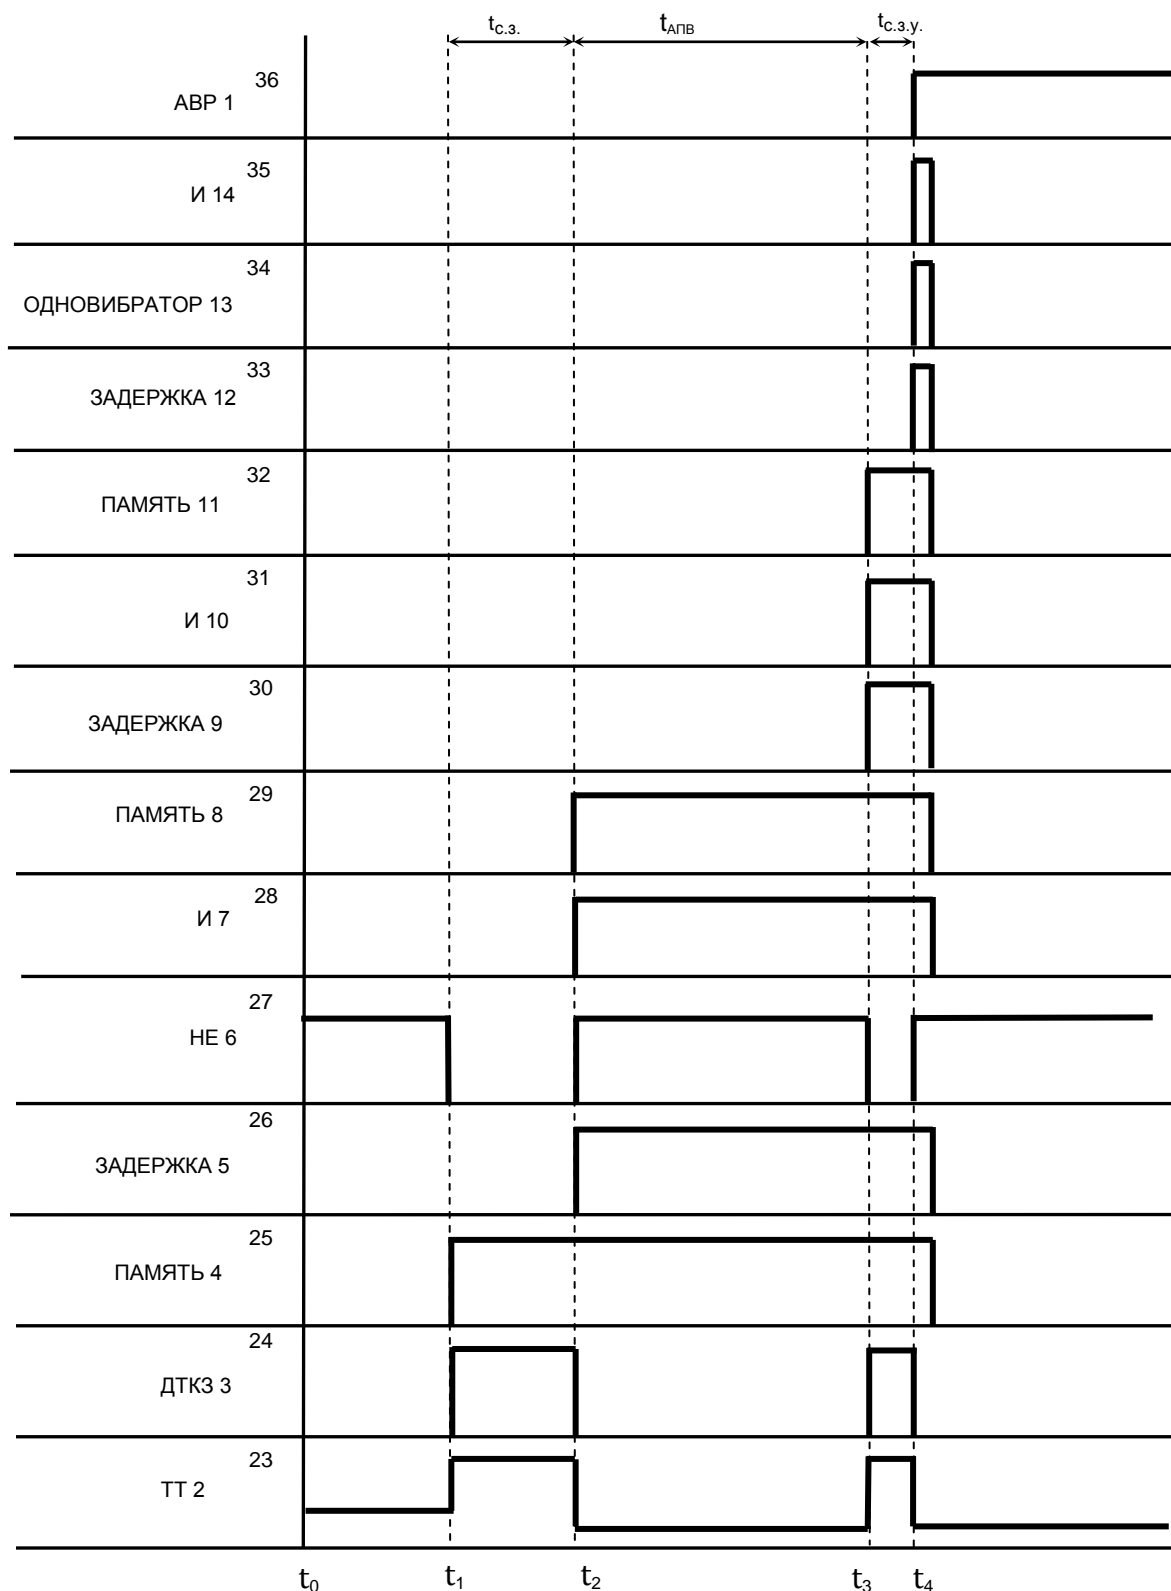 tс.з. tАПВ tс.з.у.
36
АВР 1
35
И 14
34
ОДНОВИБРАТОР 13
33
ЗАДЕРЖКА 12
32
ПАМЯТЬ 11
31
И 10
30
ЗАДЕРЖКА 9
29
ПАМЯТЬ 8
28
И 7
27
НЕ 6
26
ЗАДЕРЖКА 5
25
ПАМЯТЬ 4
24
ДТКЗ 3
23
ТТ 2
t0 t1 t2 t3 t4